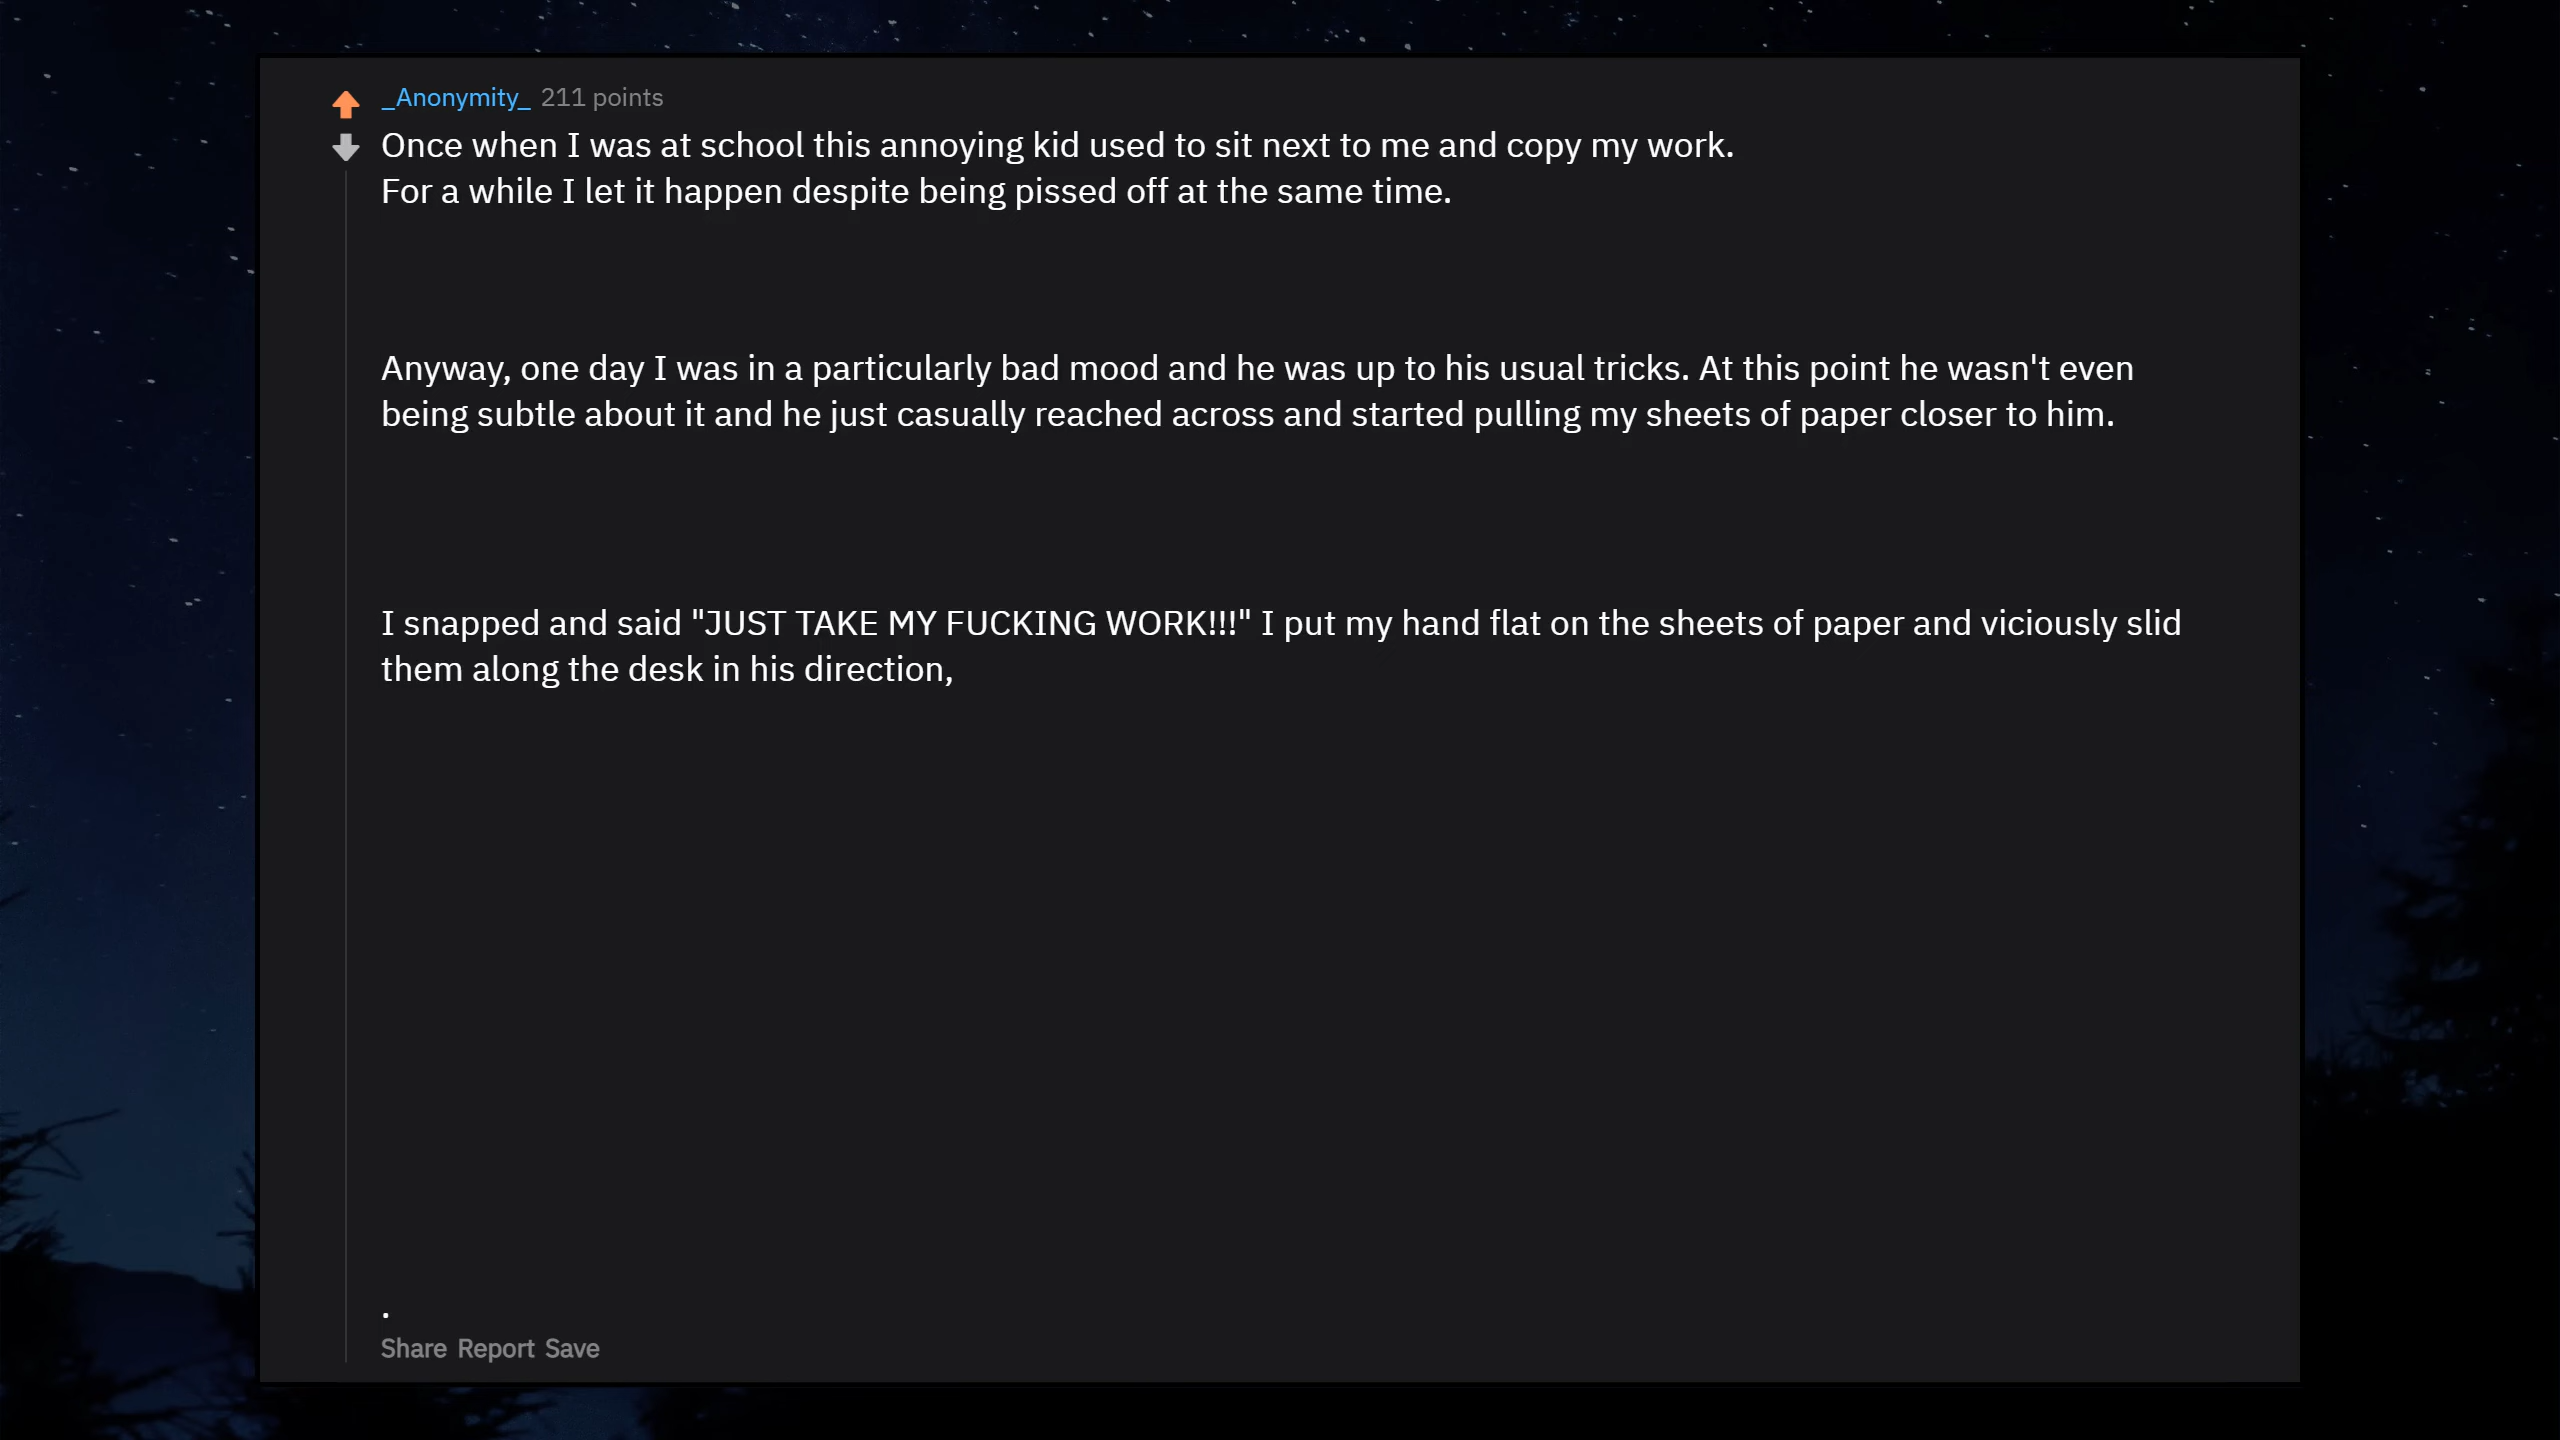 _Anonymity_ 211 points
Once when I was at school this annoying kid used to sit next to me and copy my work.
For a while I let it happen despite being pissed off at the same time.
Anyway, one day I was in a particularly bad mood and he was up to his usual tricks. At this point he wasn't even
being subtle about it and he just casually reached across and started pulling my sheets of paper closer to him.
I snapped and said "JUST TAKE MY FUCKING WORK!!!" I put my hand flat on the sheets of paper and viciously slid
them along the desk in his direction,
.
Share Report Save